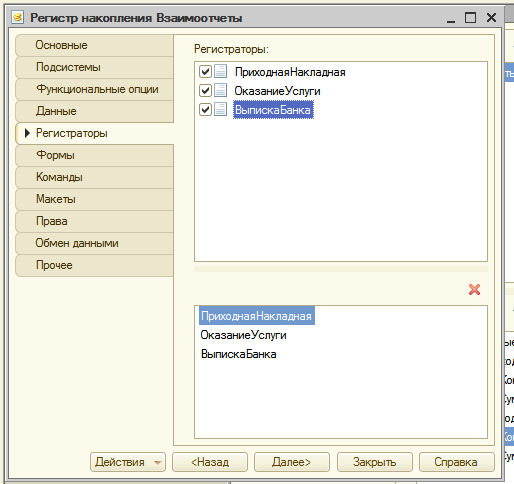 Регистр накопления Взаимоотчеты
Основные
Подсистемы
Функциональные опции
Данные
Регистраторы
Формы
Команды
Макеты
Права
Обмен данными
Прочее
Регистраторы:
ПриходнаяНакладная
ОказаниеУслуги
ВыпискаБанка
ПриходнаяНакладная
ОказаниеУслуги
ВыпискаБанка
Действия
<Назад
Далее>
Закрыть
Справка